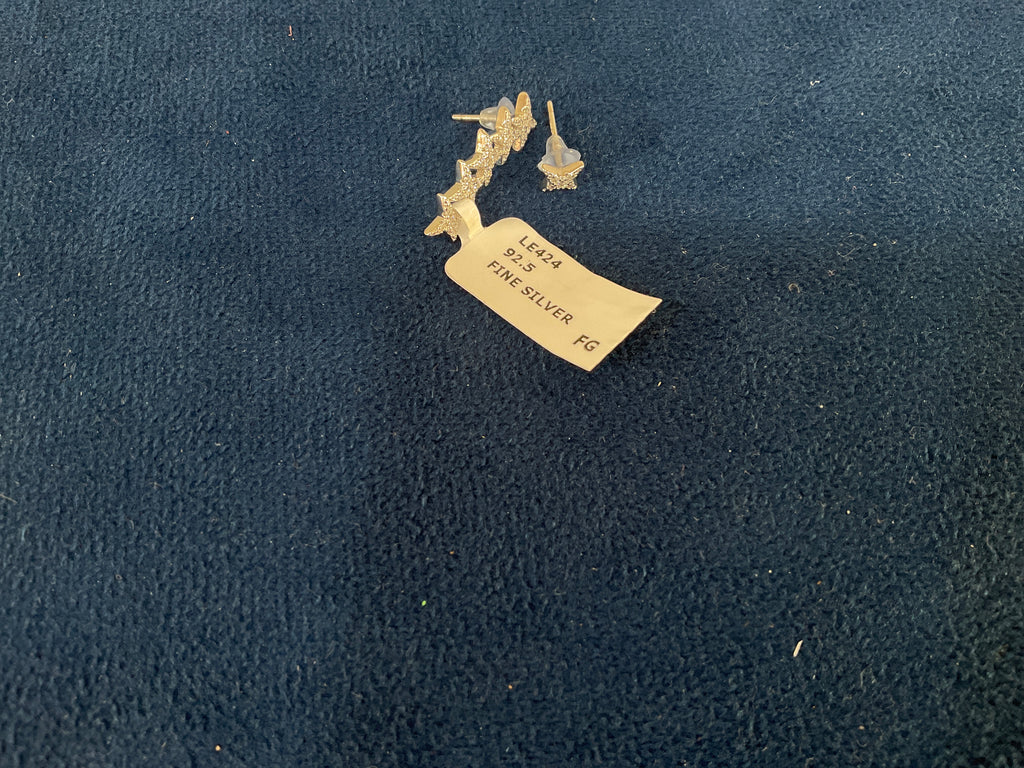 LE424
92.5
FINE SILVER
FG